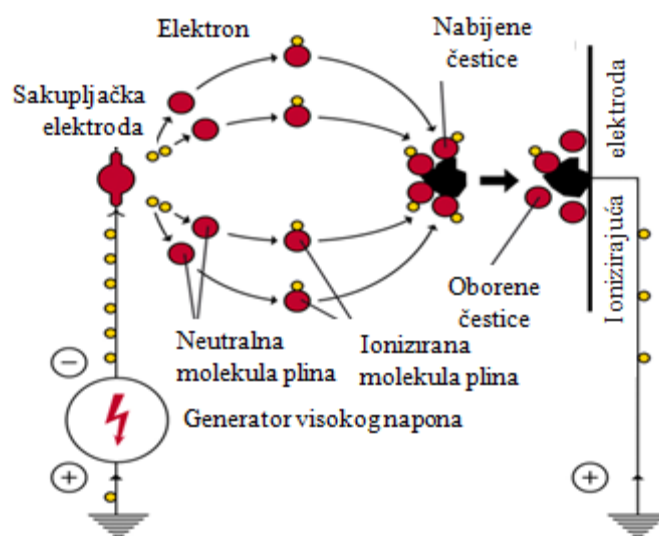 Elektron
Nabijene
čestice
Sakupljačka
elektroda
elektroda
Ionizirajuća
Oborene
čestice
Neutralna
molekula plina
Ionizirana
molekula plina
−
Generator visokog napona
+
+